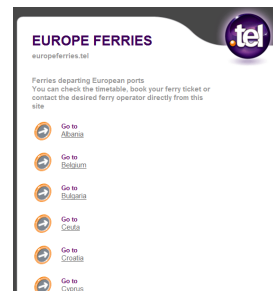 .tel
EUROPE FERRIES
europeferries.tel
Ferries departing European ports
You can check the timetable, book your ferry ticket or
contact the desired ferry operator directly from this
site
Go to
Albania
Go to
Belgium
Go to
Bulgaria
Go to
Ceuta
Go to
Croatia
Go to
Cyprus